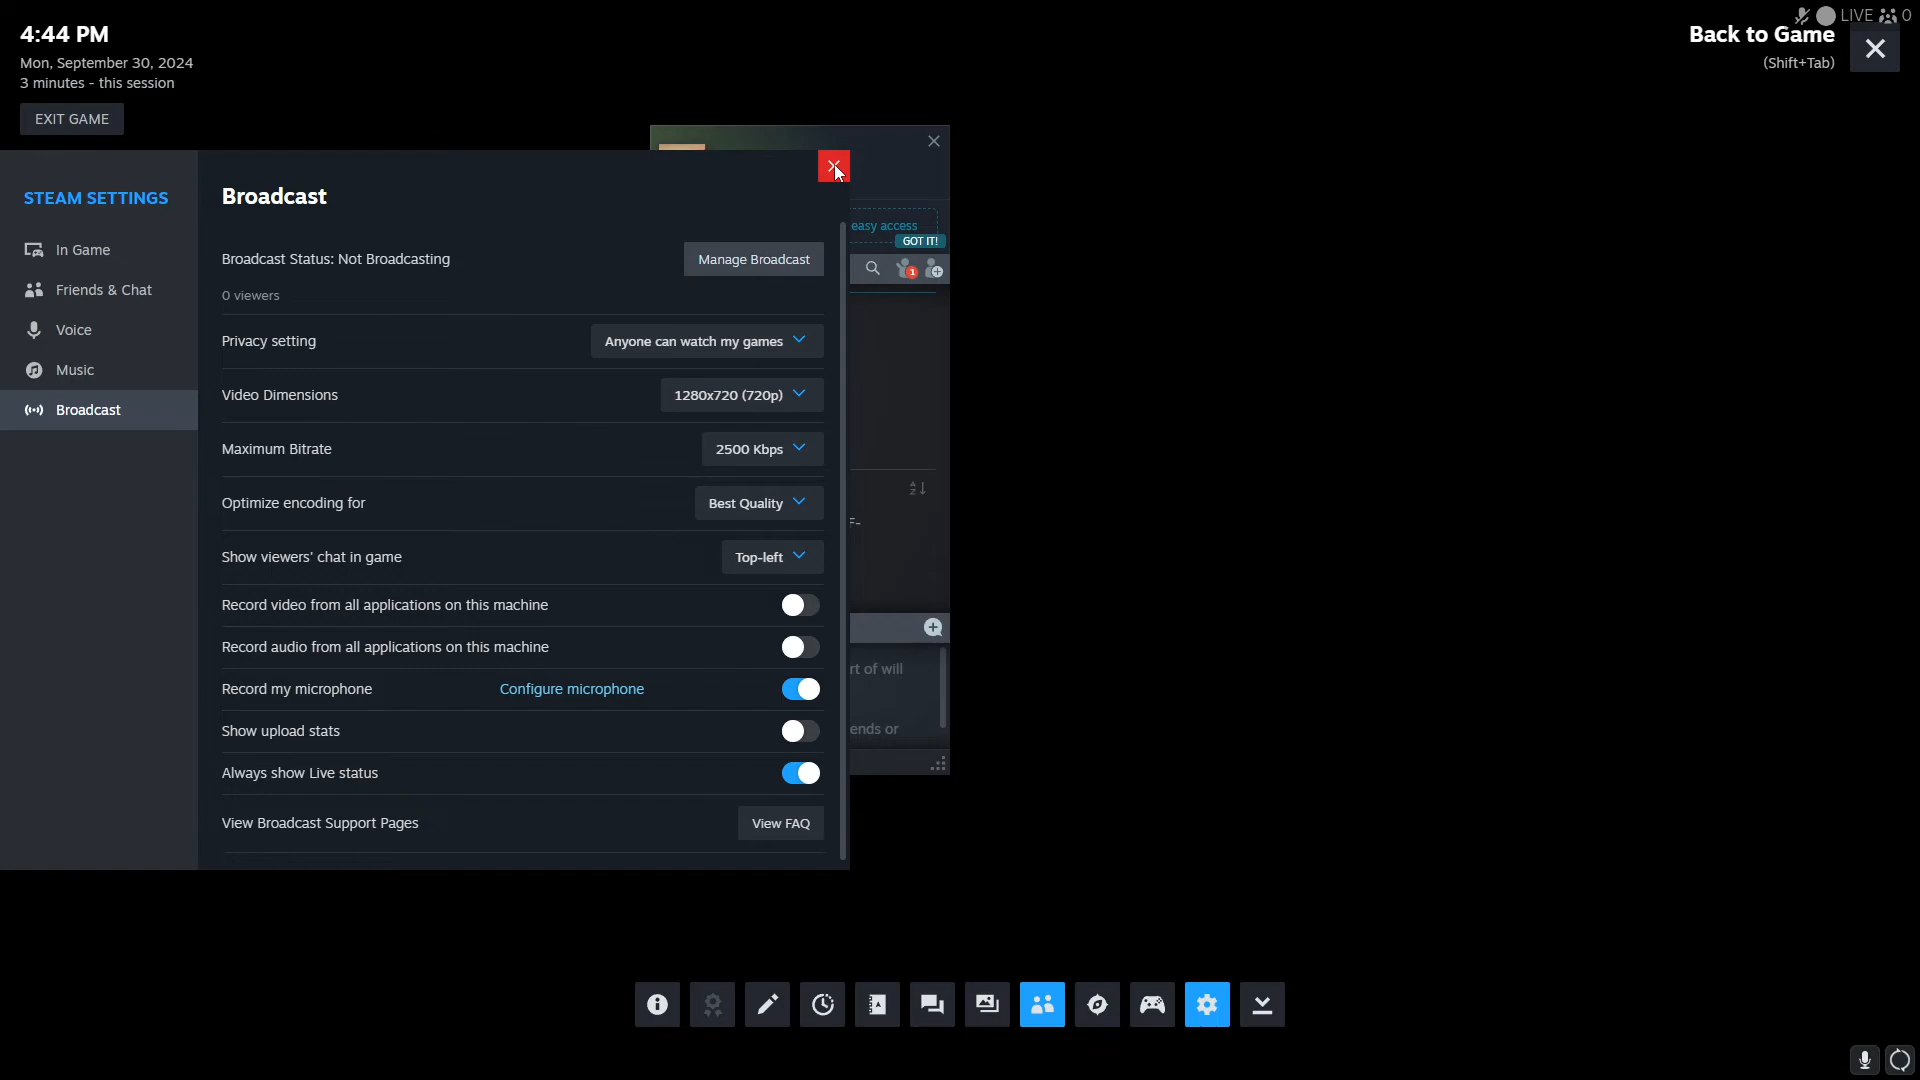 4:44 PM
Mon, September 30, 2024
3 minutes - this session
EXIT GAME
LIVE 0
Back to Game
(Shift+Tab)
STEAM SETTINGS
In Game
Friends & Chat
Voice
Music
Broadcast
Broadcast
Broadcast Status: Not Broadcasting
Manage Broadcast
0 viewers
Privacy setting
Anyone can watch my games
Video Dimensions
1280x720 (720p)
Maximum Bitrate
2500 Kbps
Optimize encoding for
Best Quality
Show viewers' chat in game
Top-left
Record video from all applications on this machine
Record audio from all applications on this machine
Record my microphone
Configure microphone
Show upload stats
Always show Live status
View Broadcast Support Pages
View FAQ
easy access
GOT IT!
1
AZ
F-
rt of will
ends or